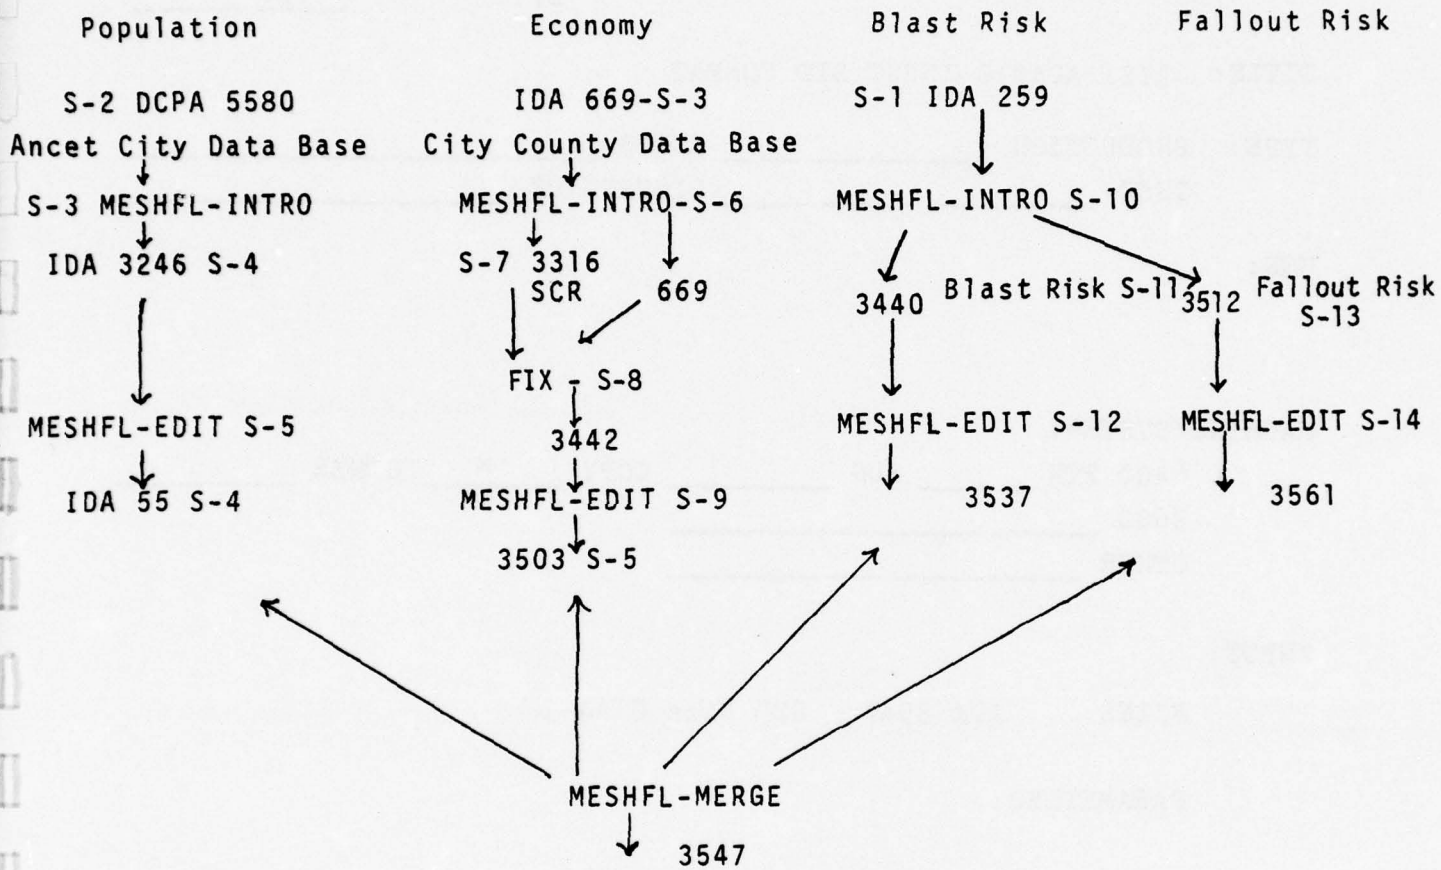 Population Economy Blast Risk Fallout Risk
S-2 DCPA 5580 IDA 669-S-3 S-1 IDA 259
Ancet City Data Base City County Data Base
S-3 MESHFL-INTRO MESHFL-INTRO-S-6 MESHFL-INTRO S-10
IDA 3246 S-4 S-7 3316
SCR 669 3440 Blast Risk S-11 3512 Fallout Risk
S-13
FIX - S-8
MESHFL-EDIT S-5 3442 MESHFL-EDIT S-12 MESHFL-EDIT S-14
IDA 55 S-4 MESHFL-EDIT S-9 3537 3561
3503 S-5
MESHFL-MERGE
3547